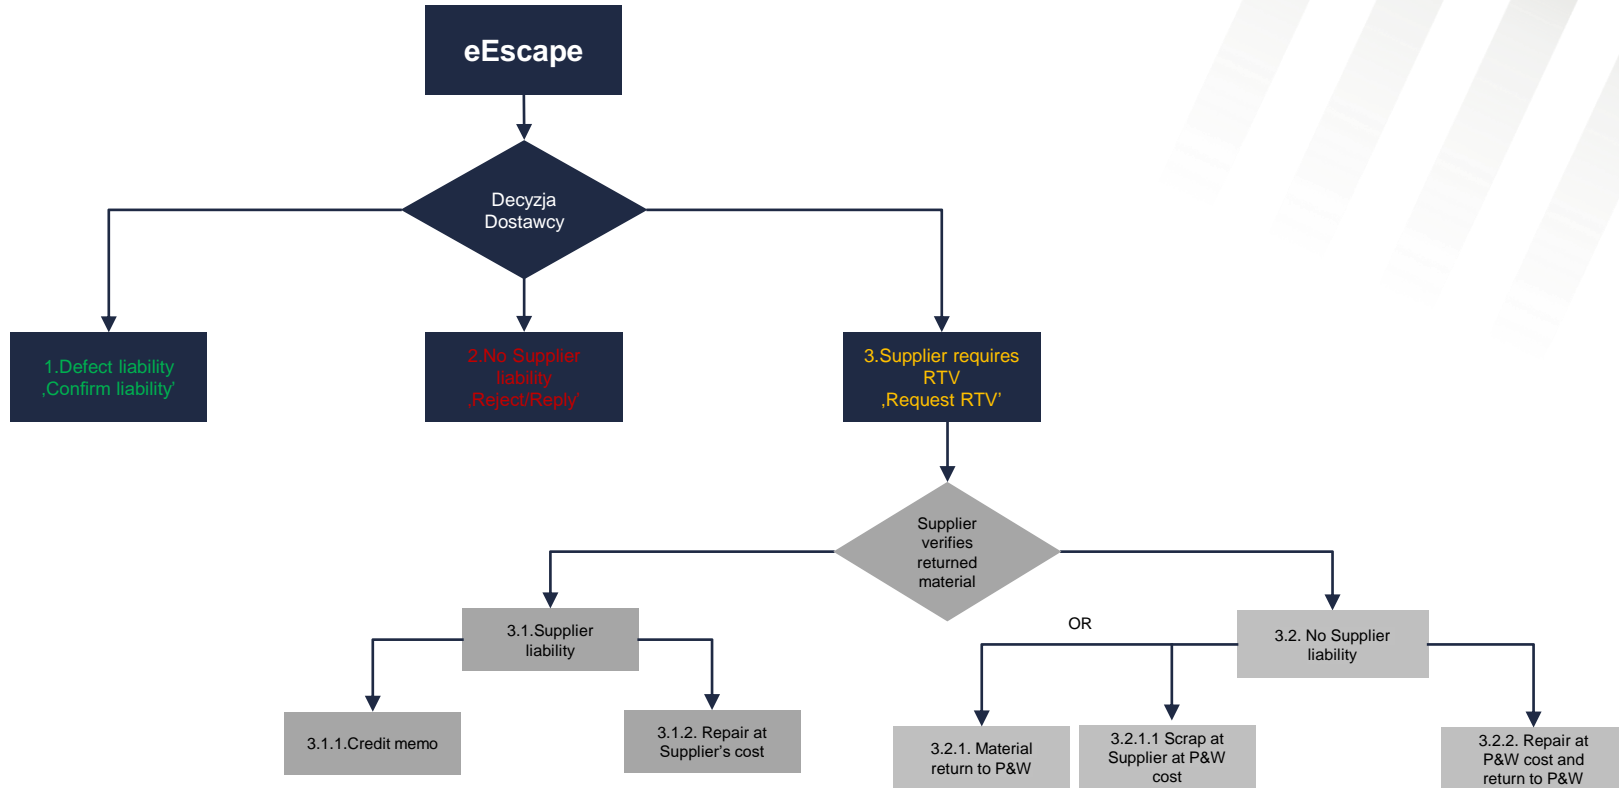 eEscape
Decyzja
Dostawcy
1.Defect liability
‚Confirm liability’
2.No Supplier
liability
‚Reject/Reply’
3.Supplier requires
RTV
‚Request RTV’
Supplier
verifies
returned
material
3.1.Supplier
liability
OR
3.2. No Supplier
liability
3.1.1.Credit memo
3.1.2. Repair at
Supplier’s cost
3.2.1. Material
return to P&W
3.2.1.1 Scrap at
Supplier at P&W
cost
3.2.2. Repair at
P&W cost and
return to P&W